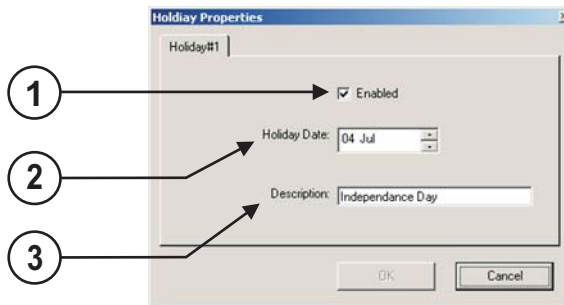 Holdiay Properties
Holiday#1
1
Enabled
2
Holiday Date: 04 Jul
3
Description: Independance Day
OK
Cancel